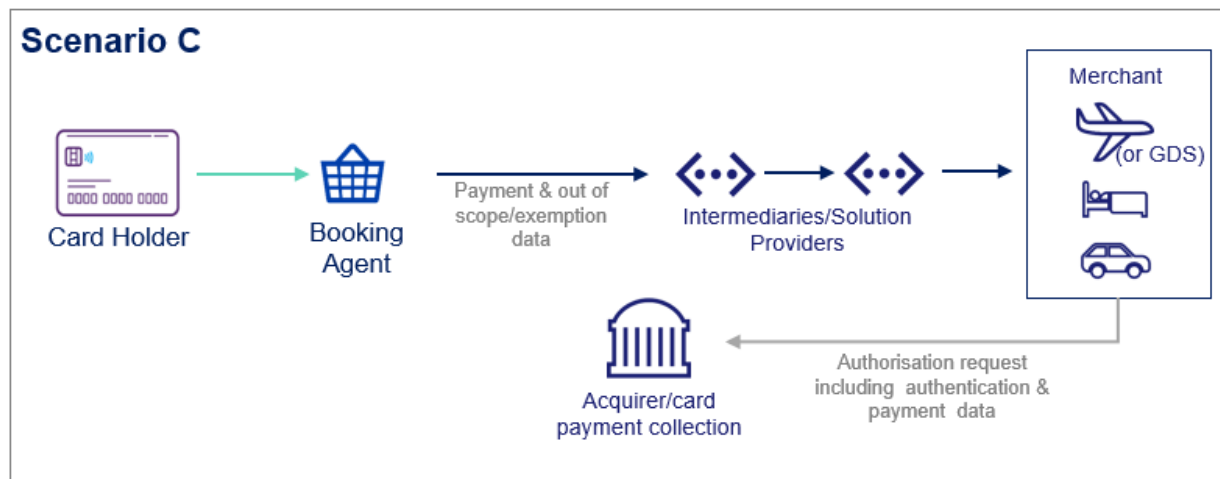 Scenario C
Card Holder
Booking
Agent
Payment & out of
scope/exemption
data
Intermediaries/Solution
Providers
Merchant
(or GDS)
Acquirer/card
payment collection
Authorisation request
including authentication &
payment data